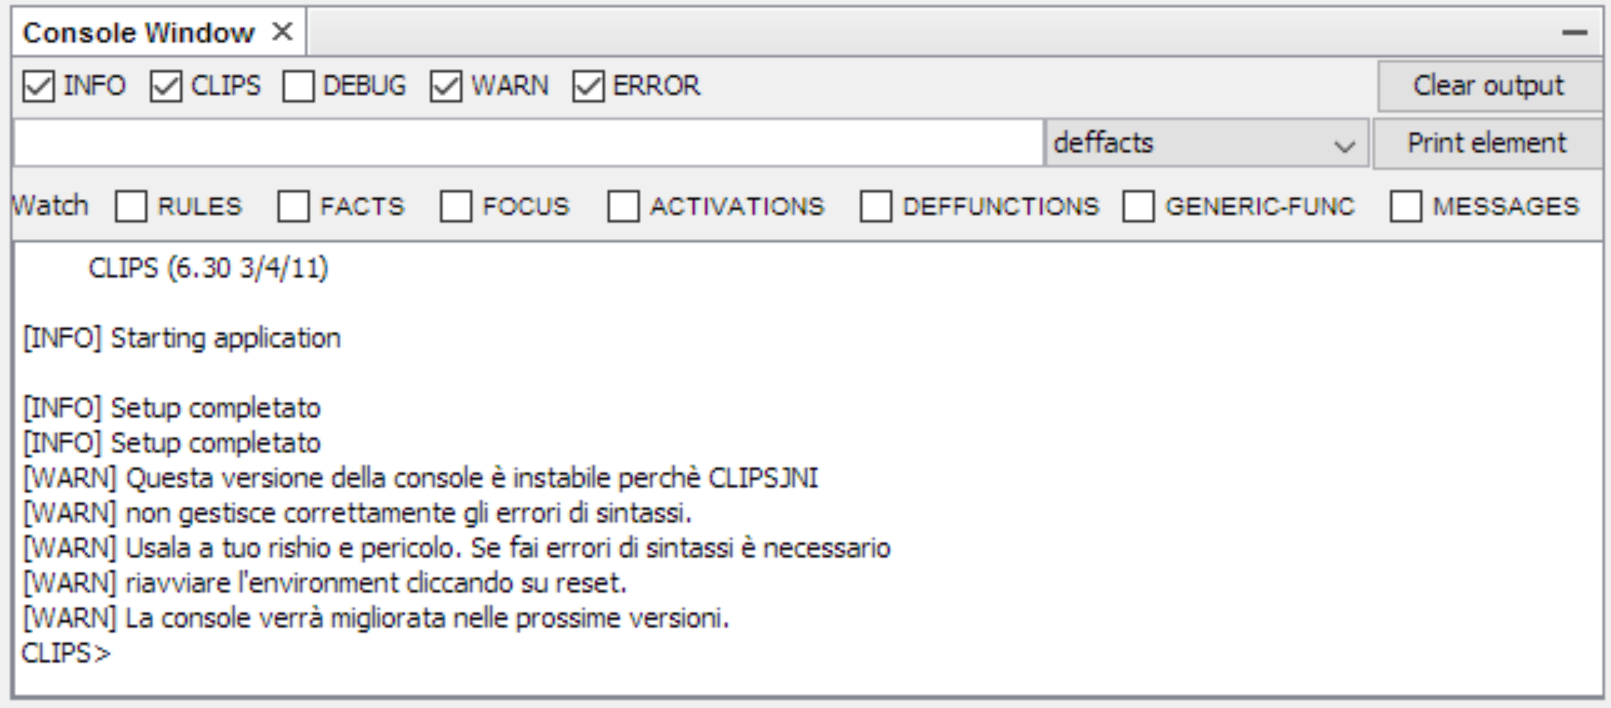 Console Window
INFO CLIPS DEBUG WARN ERROR Clear output
deffacts Print element
Watch RULES FACTS FOCUS ACTIVATIONS DEFFUNCTIONS GENERIC-FUNC MESSAGES
CLIPS (6.30 3/4/11)
[INFO] Starting application
[INFO] Setup completato
[INFO] Setup completato
[WARN] Questa versione della console è instabile perchè CLIPSJNI
[WARN] non gestisce correttamente gli errori di sintassi.
[WARN] Usala a tuo rishio e pericolo. Se fai errori di sintassi è necessario
[WARN] riavviare l'environment cliccando su reset.
[WARN] La console verrà migliorata nelle prossime versioni.
CLIPS>